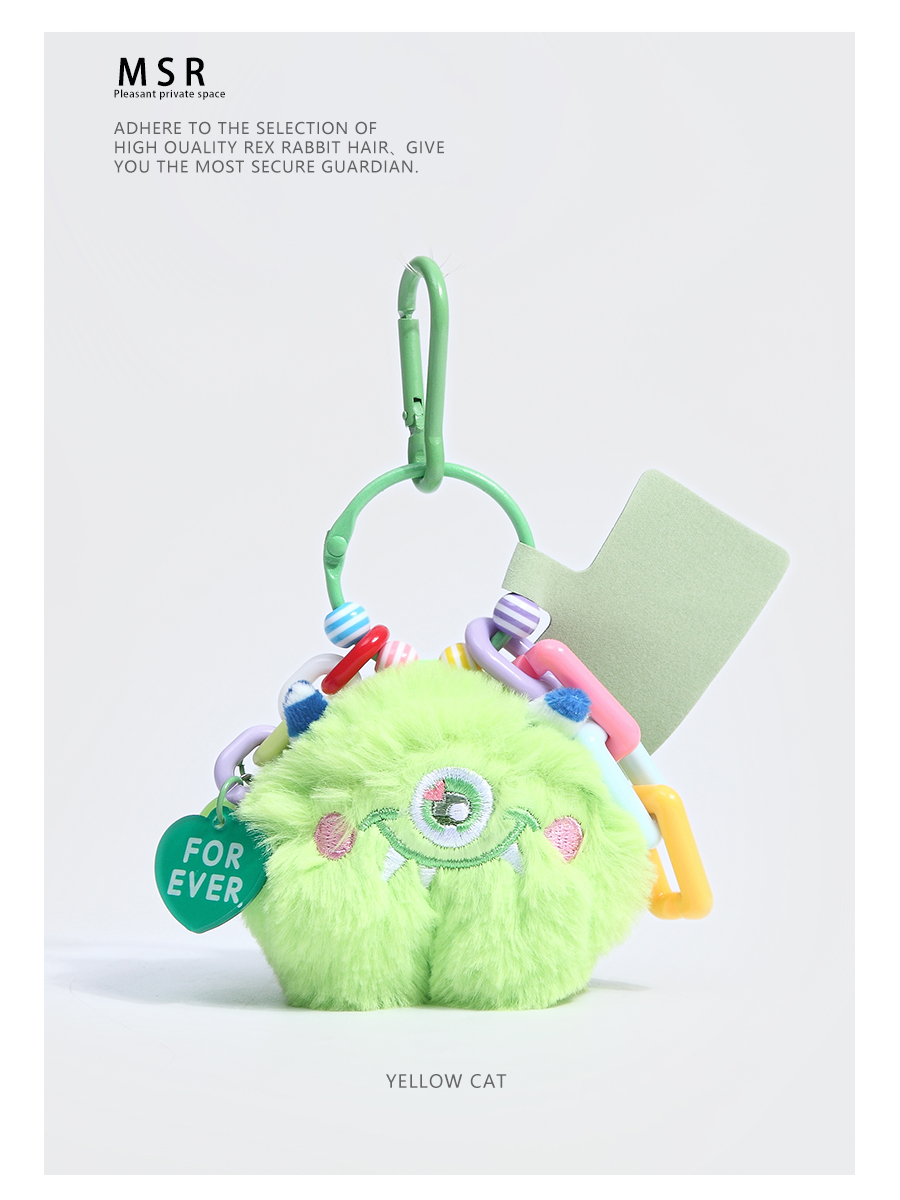 MSR
Pleasant private space
ADHERE TO THE SELECTION OF
HIGH OUALITY REX RABBIT HAIR、GIVE
YOU THE MOST SECURE GUARDIAN.
FOR
EVER,
YELLOW CAT